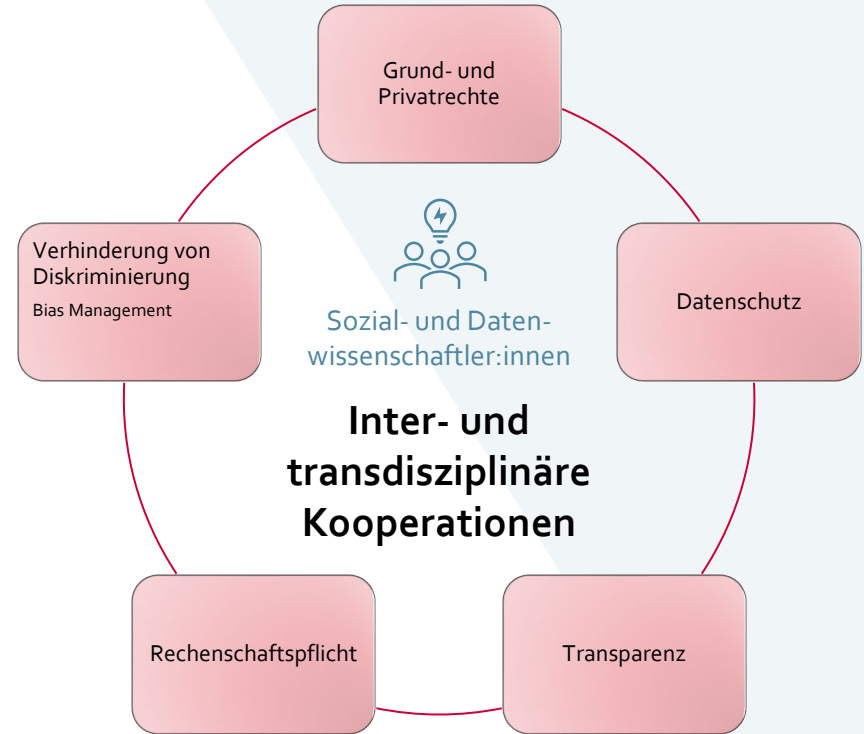 Grund- und
Privatrechte
Verhinderung von
Diskriminierung
Bias Management
Datenschutz
Sozial- und Daten-
wissenschaftler:innen
Inter- und
transdisziplinäre
Kooperationen
Rechenschaftspflicht
Transparenz